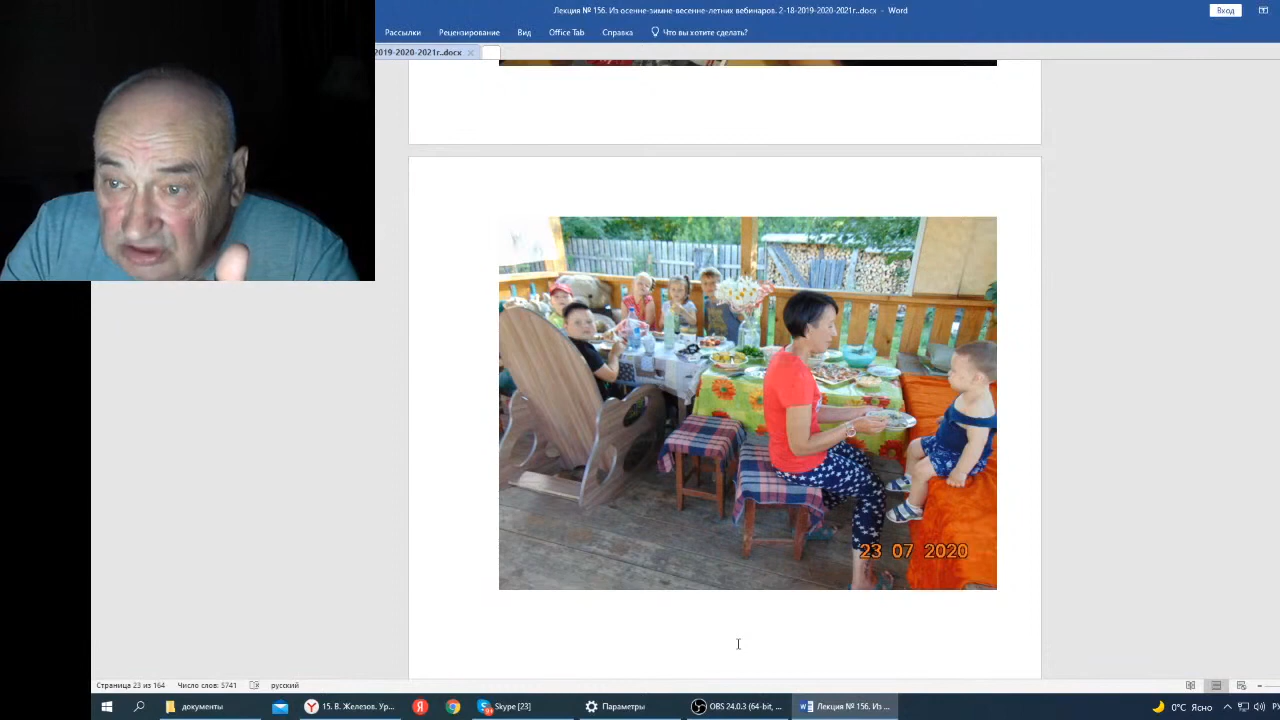 Лекция № 156. Из осенне-зимне-весенне-летних вебинаров. 2-18-2019-2020-2021г..docx - Word
Вход
Рассылки Рецензирование Вид Office Tab Справка Что вы хотите сделать?
2019-2020-2021г..docx
23 07 2020
Страница 23 из 164 Число слов: 5741 русский
документы
15. В. Железов. Ур...
Skype [23]
Параметры
OBS 24.0.3 (64-bit, ...
Лекция № 156. Из ...
0°C Ясно